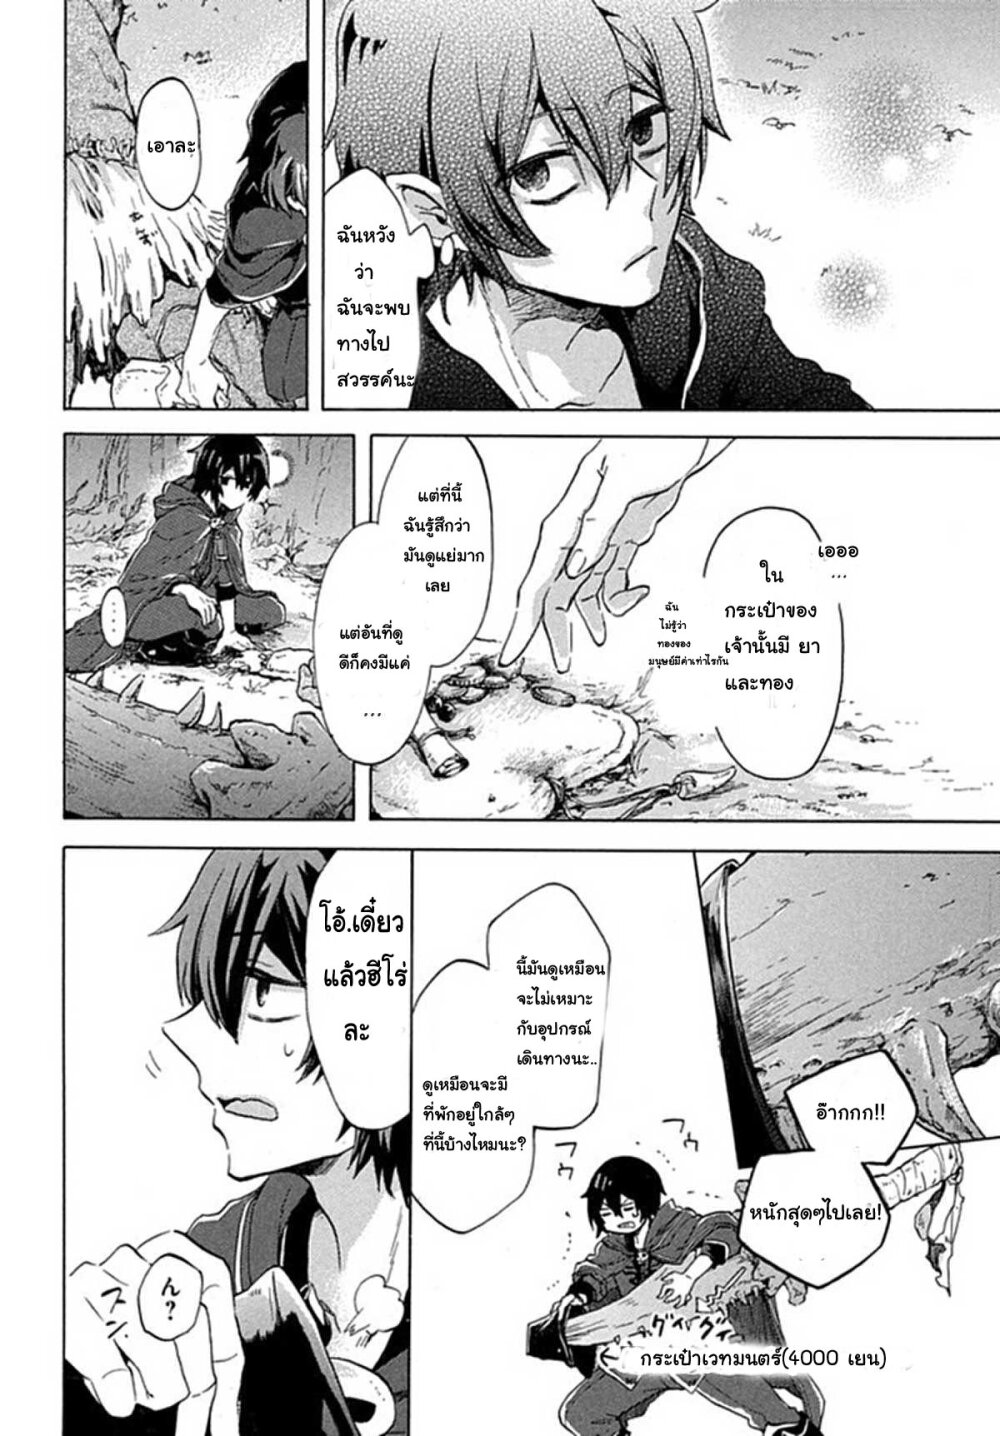 ฉันหวัง
ว่า
ฉันจะพบ
ทางไป
สวรรค์นะ
เอาละ
เอออ
...
ใน
กระเป๋าของ
เจ้านั้นมี ยา
และทอง
ฉัน
ไม่รู้ว่า
ทองของ
มนุษย์มีค่าเท่าไรกัน
แต่ที่นี้
ฉันรู้สึกว่า
มันดูแย่มาก
เลย
แต่อันที่ดู
ดีก็คงมีแค่
...
......
อ๊ากกก!!
หนักสุดๆไปเลย!
グイ グイ
กระเป๋าเวทมนตร์(4000 เยน)
นี้มันดูเหมือน
จะไม่เหมาะ
กับอุปกรณ์
เดินทางนะ..
ดูเหมือนจะมี
ที่พักอยู่ใกล้ๆ
ที่นี้บ้างไหมนะ?
โอ้.เดี๋ยว
แล้วฮีโร่
ละ
ん?
スン